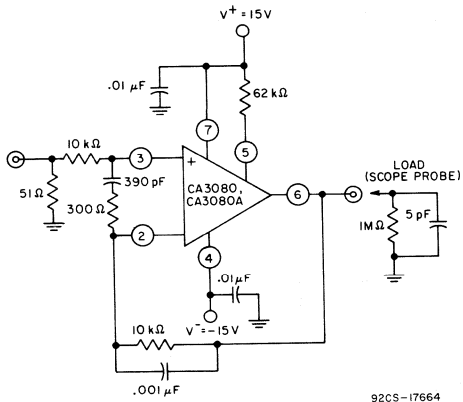 V⁺ = 15V
.01 µF
62 kΩ
7
5
10 kΩ
3
+
390 pF
CA3080,
CA3080A
51Ω
300Ω
2
4
6
LOAD
(SCOPE PROBE)
1MΩ
5 pF
.01µF
V⁻=-15V
10 kΩ
.001 µF
92CS-17664